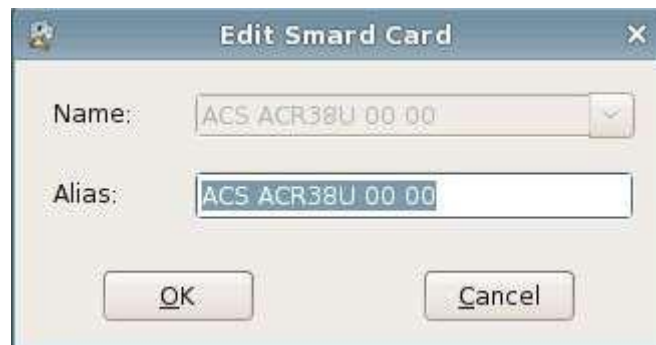 Edit Smard Card
Name: ACS ACR38U 00 00
Alias: ACS ACR38U 00 00
OK Cancel